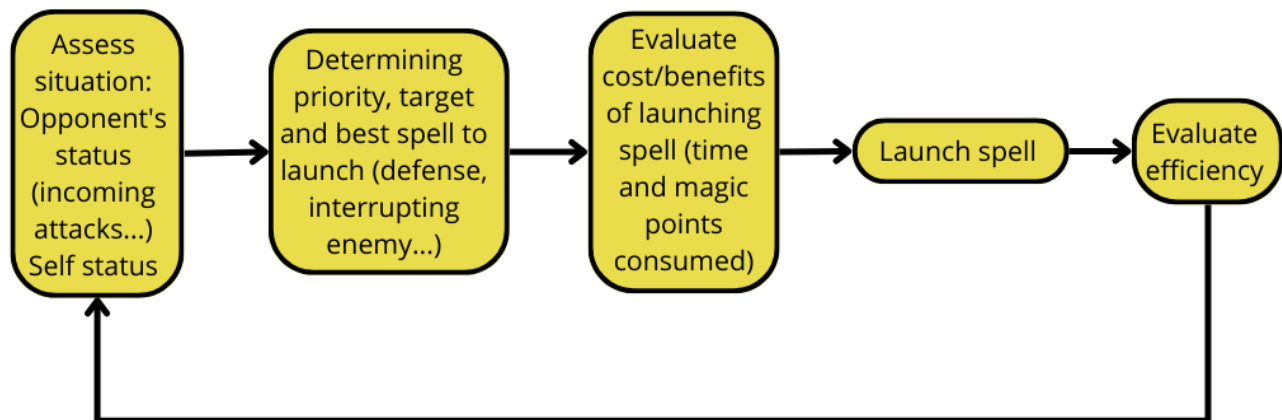 Assess
situation:
Opponent's
status
(incoming
attacks...)
Self status
Determining
priority, target
and best spell to
launch (defense,
interrupting
enemy...)
Evaluate
cost/benefits
of launching
spell (time
and magic
points
consumed)
Launch spell
Evaluate
efficiency